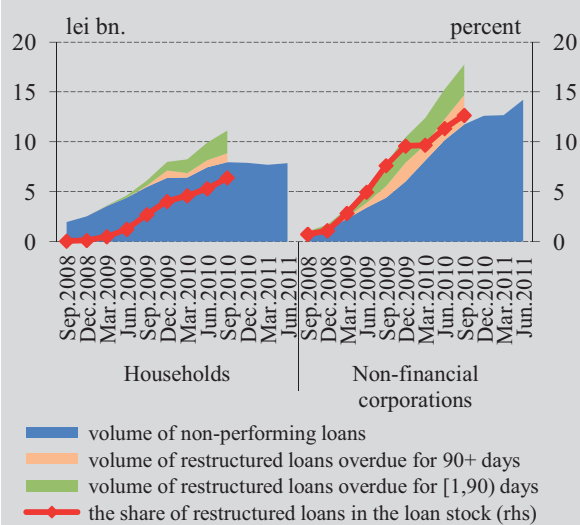 lei bn.
percent
20
15
10
5
0
20
15
10
5
0
Sep.2008
Dec.2008
Mar.2009
Jun.2009
Sep.2009
Dec.2009
Mar.2010
Jun.2010
Sep.2010
Dec.2010
Mar.2011
Jun.2011
Sep.2008
Dec.2008
Mar.2009
Jun.2009
Sep.2009
Dec.2009
Mar.2010
Jun.2010
Sep.2010
Dec.2010
Mar.2011
Jun.2011
Households
Non-financial
corporations
volume of non-performing loans
volume of restructured loans overdue for 90+ days
volume of restructured loans overdue for [1,90) days
the share of restructured loans in the loan stock (rhs)